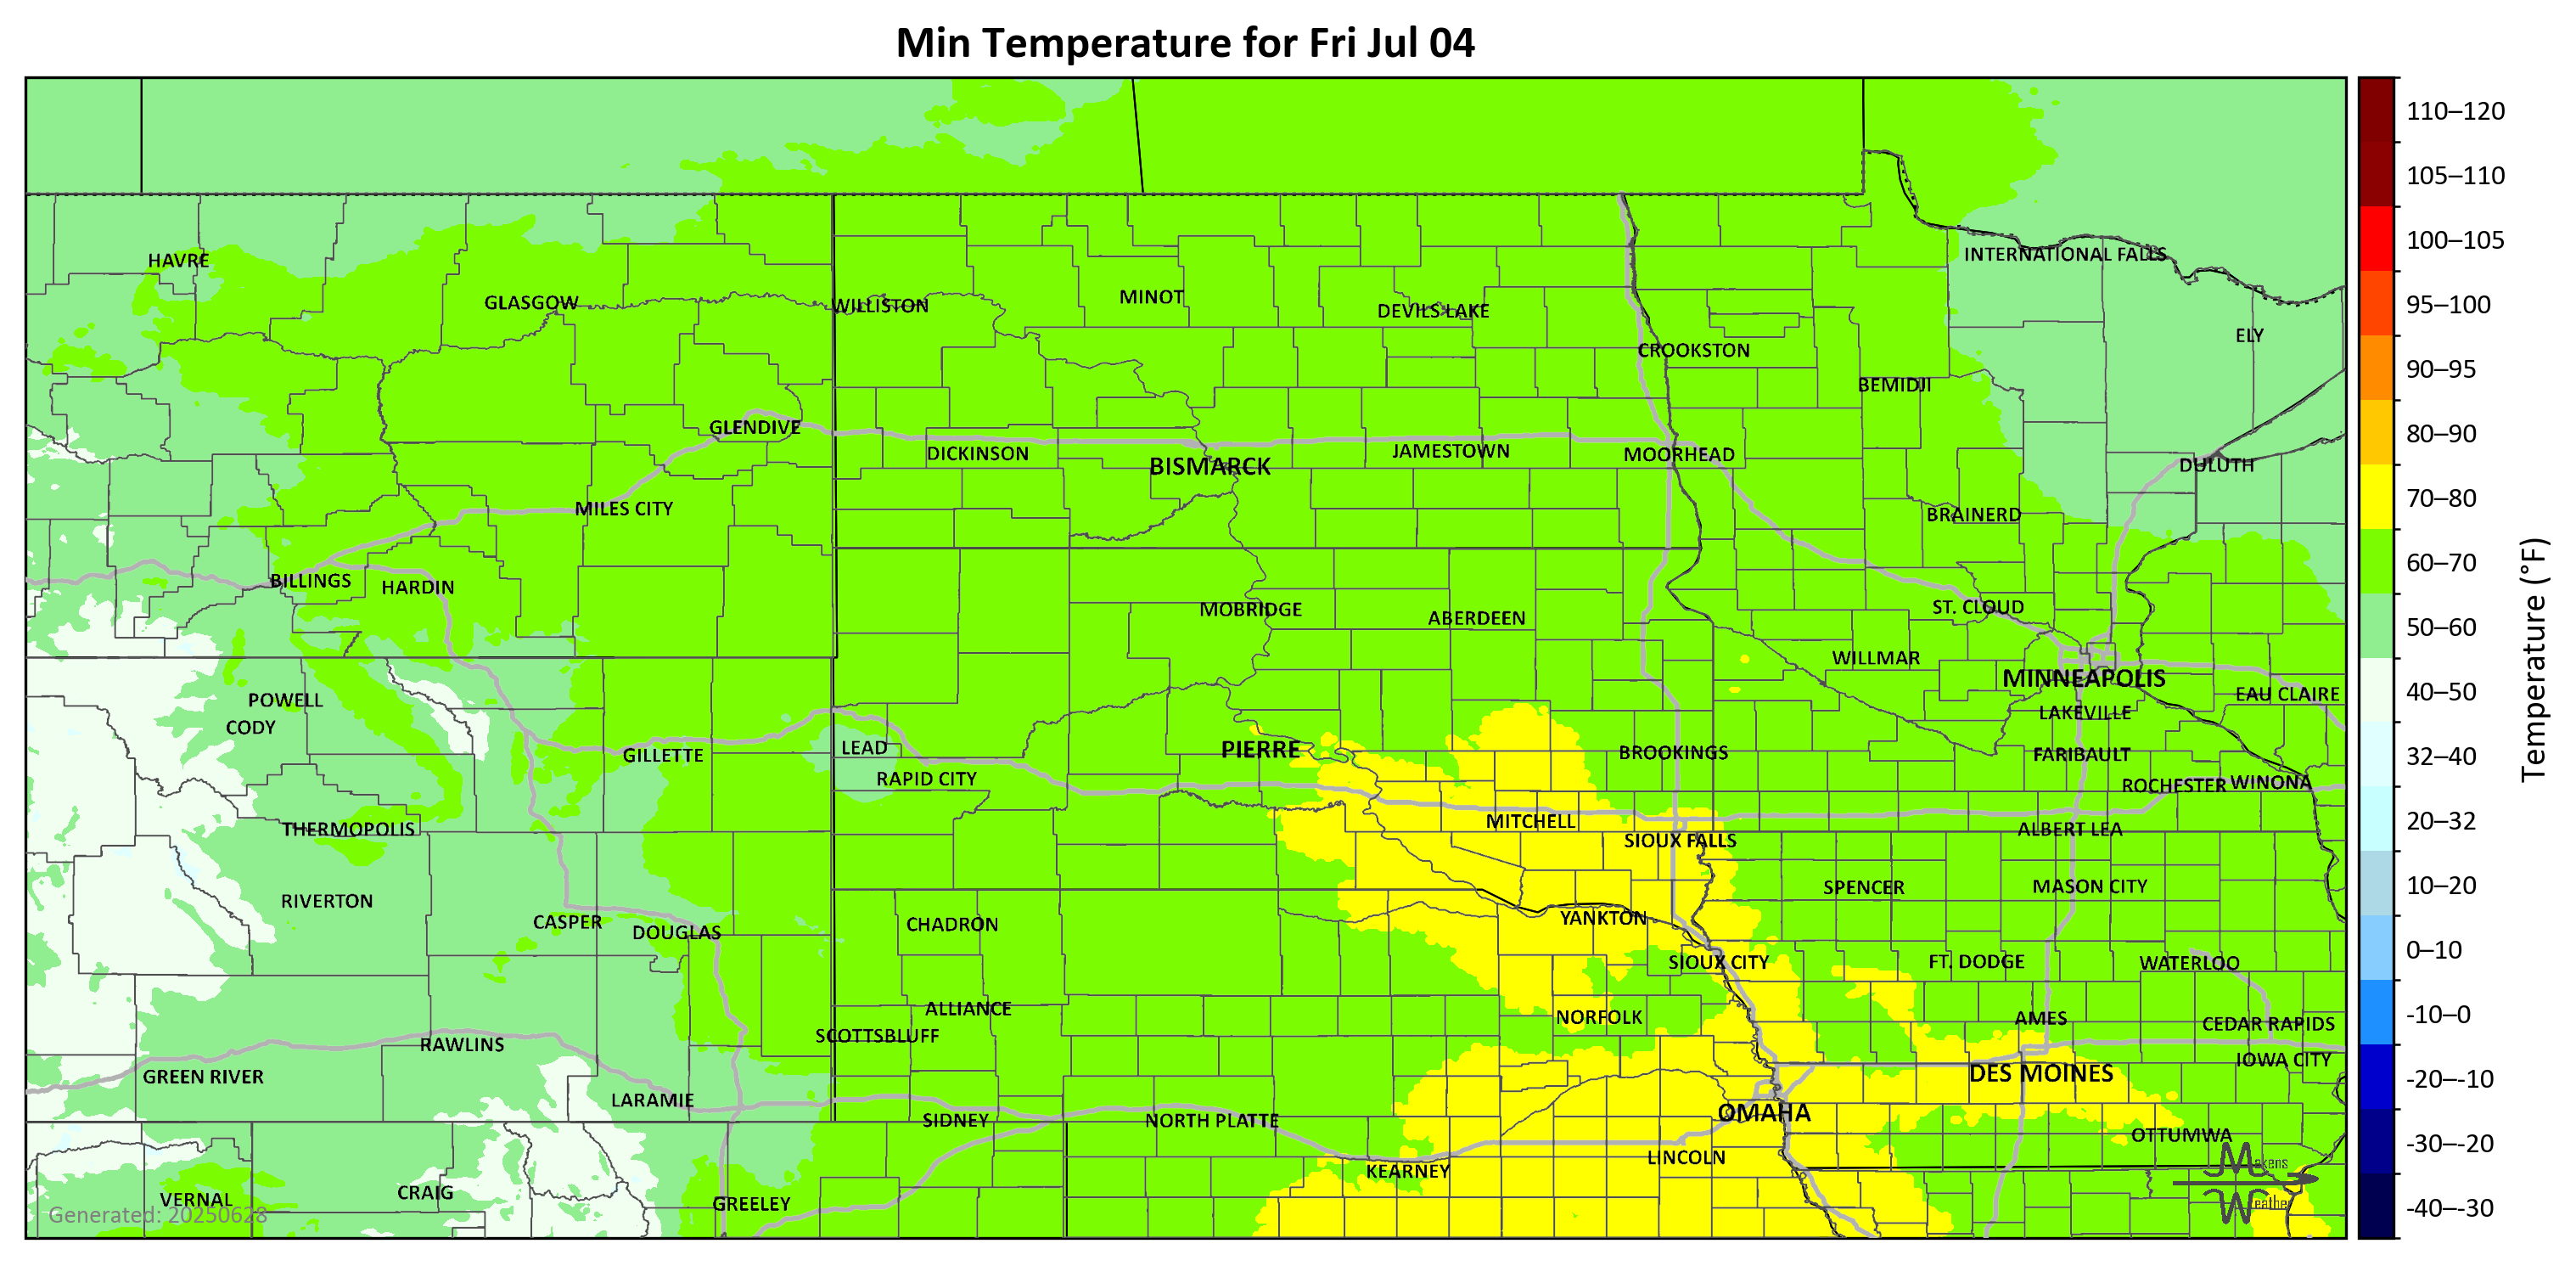 Min Temperature for Fri Jul 04
110–120
105–110
100–105
95–100
90–95
80–90
70–80
60–70
50–60
40–50
32–40
20–32
10–20
0–10
-10–0
-20–-10
-30–-20
-40–-30
Temperature (°F)
HAVRE
INTERNATIONAL FALLS
GLASGOW
WILLISTON
MINOT
DEVILS LAKE
ELY
CROOKSTON
BEMIDJI
GLENDIVE
DICKINSON
BISMARCK
JAMESTOWN
MOORHEAD
DULUTH
MILES CITY
BRAINERD
BILLINGS
HARDIN
MOBRIDGE
ABERDEEN
ST. CLOUD
WILLMAR
MINNEAPOLIS
POWELL
EAU CLAIRE
CODY
LAKEVILLE
GILLETTE
LEAD
PIERRE
BROOKINGS
FARIBAULT
RAPID CITY
ROCHESTER
WINONA
THERMOPOLIS
MITCHELL
SIOUX FALLS
ALBERT LEA
RIVERTON
SPENCER
MASON CITY
CASPER
DOUGLAS
CHADRON
YANKTON
SIOUX CITY
FT. DODGE
WATERLOO
ALLIANCE
NORFOLK
AMES
CEDAR RAPIDS
SCOTTSBLUFF
RAWLINS
IOWA CITY
GREEN RIVER
DES MOINES
LARAMIE
SIDNEY
NORTH PLATTE
OMAHA
OTTUMWA
KEARNEY
LINCOLN
VERNAL
CRAIG
GREELEY
Makens
Weather
Generated: 20250628